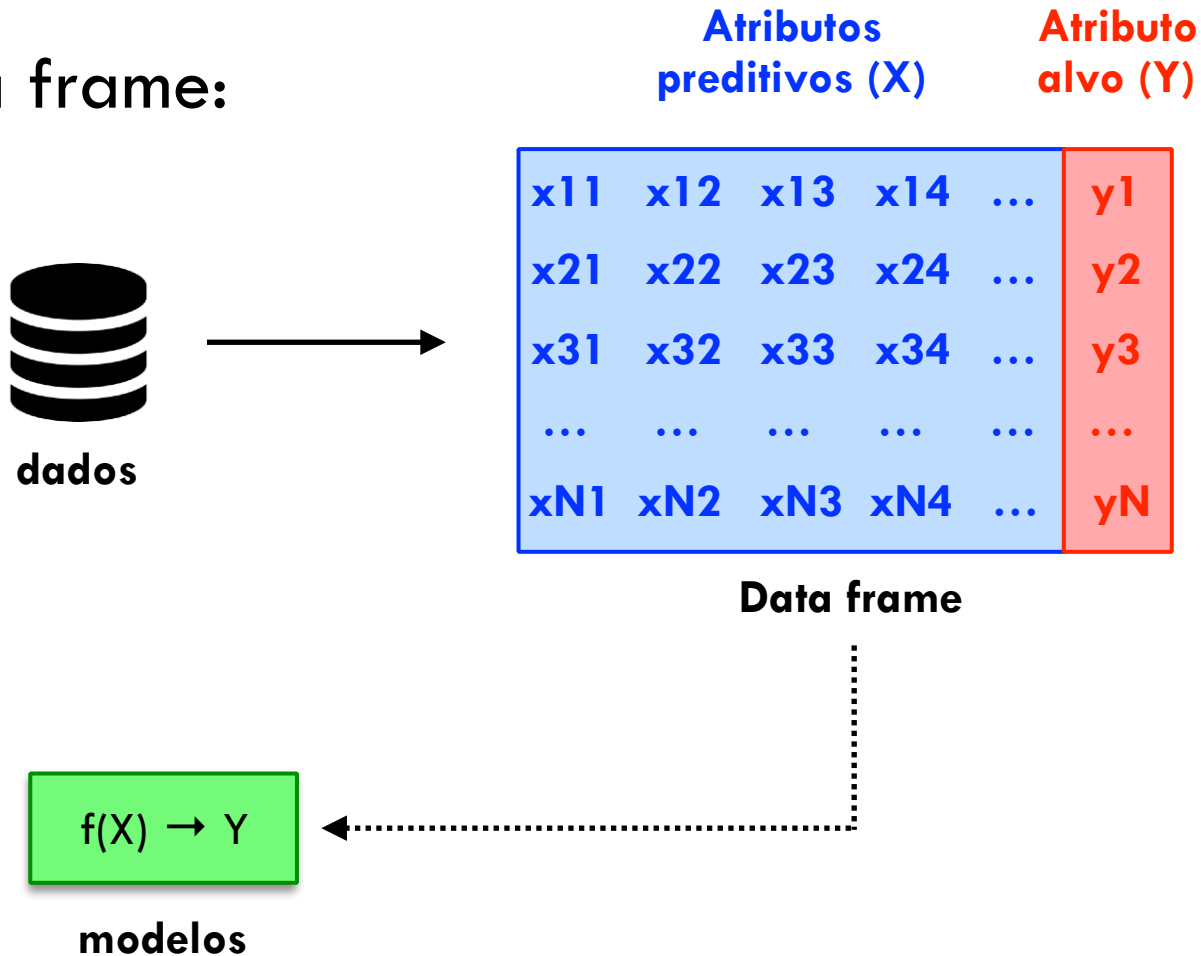 frame:
Atributos
preditivos (X)
Atributo
alvo (Y)
x11 x12 x13 x14 ... y1
x21 x22 x23 x24 ... y2
x31 x32 x33 x34 ... y3
... ... ... ... ... ...
xN1 xN2 xN3 xN4 ... yN
dados
Data frame
f(X) → Y
modelos